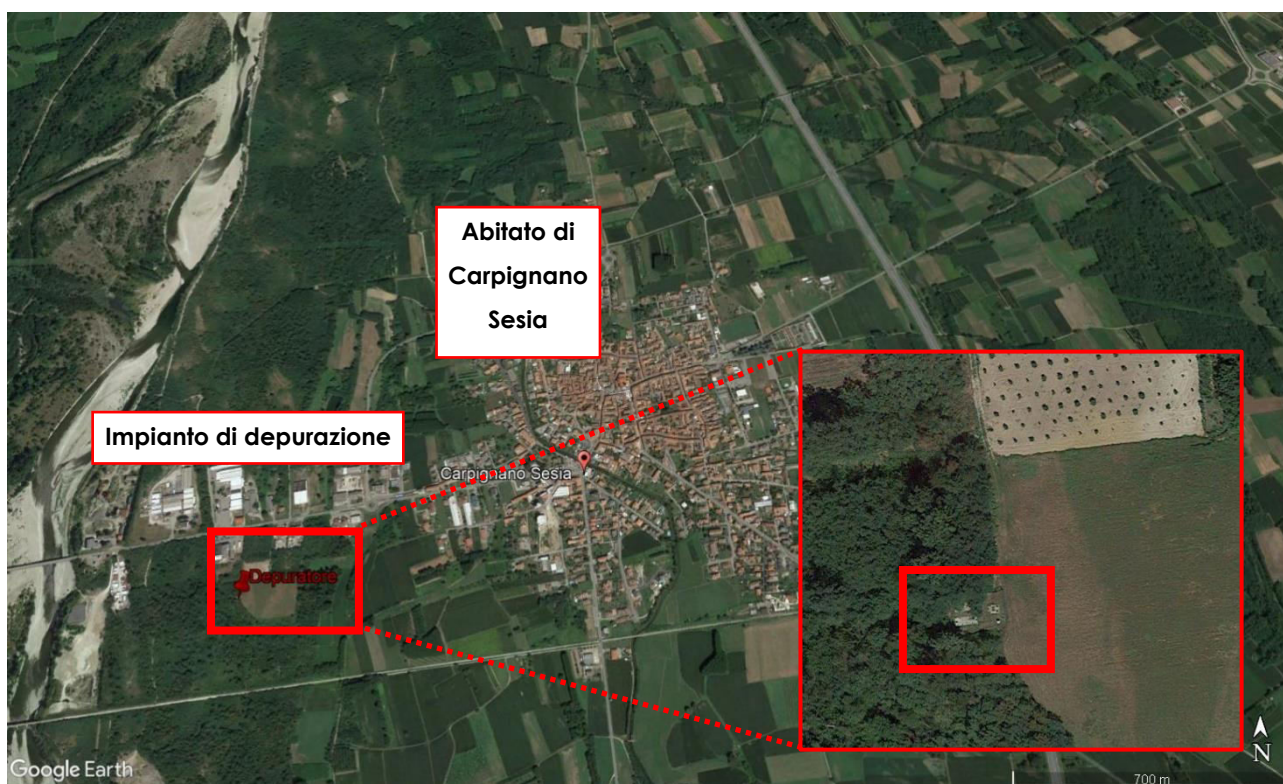 Abitato di
Carpignano
Sesia
Impianto di depurazione
Carpignano Sesia
Depuratore
Google Earth
N
700 m